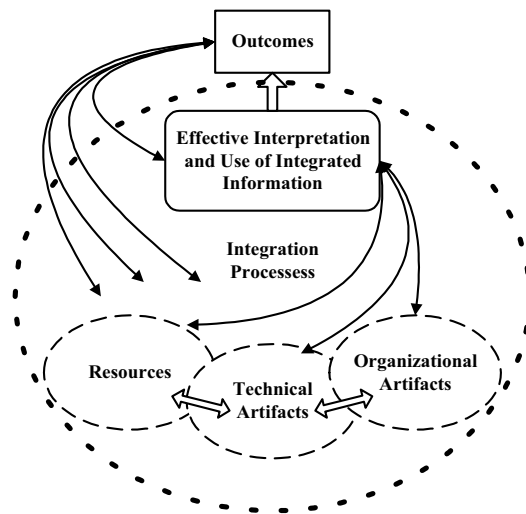 Outcomes
Effective Interpretation
and Use of Integrated
Information
Integration
Processess
Resources
Technical
Artifacts
Organizational
Artifacts